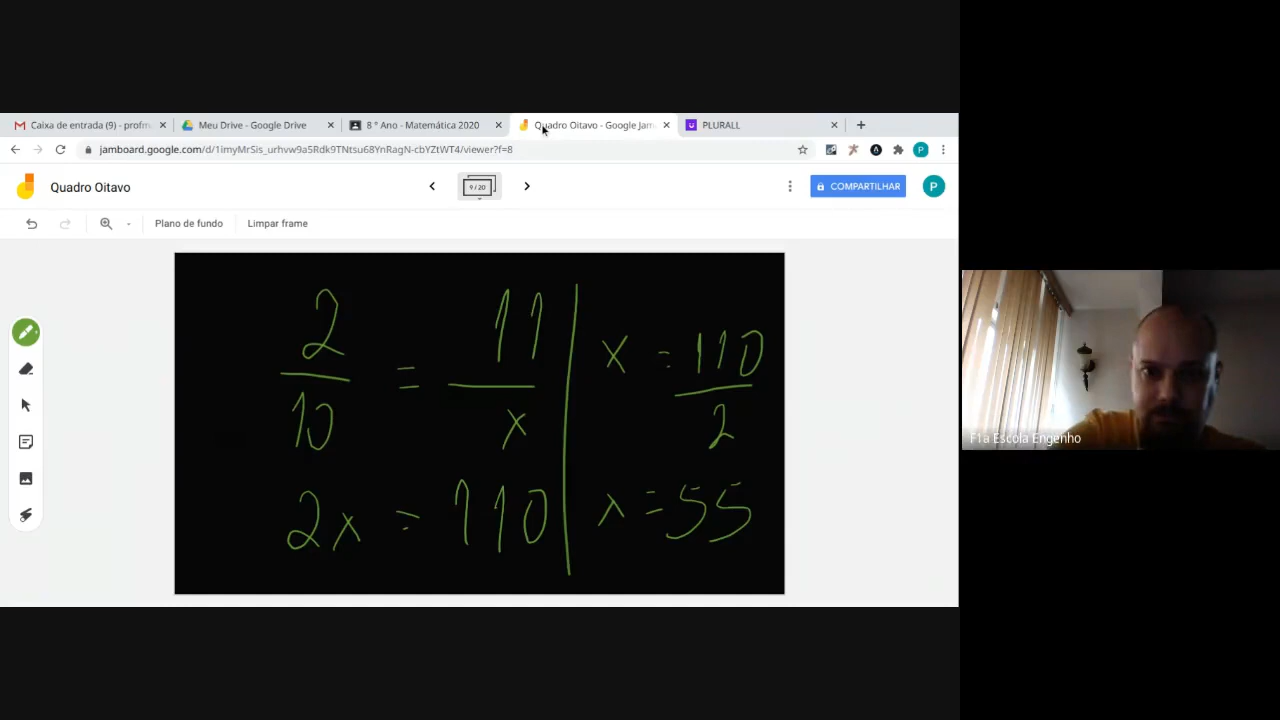 Caixa de entrada (9) - profm
Meu Drive - Google Drive
8 º Ano - Matemática 2020
Quadro Oitavo - Google Jam
PLURALL
jamboard.google.com/d/1imyMrSis_urhvw9a5Rdk9TNtsu68YnRagN-cbYZtWT4/viewer?f=8
P
Quadro Oitavo
9 / 20
COMPARTILHAR
P
Plano de fundo
Limpar frame
2/10 = 11/x
2x = 110
x = 110/2
x = 55
F1a Escola Engenho